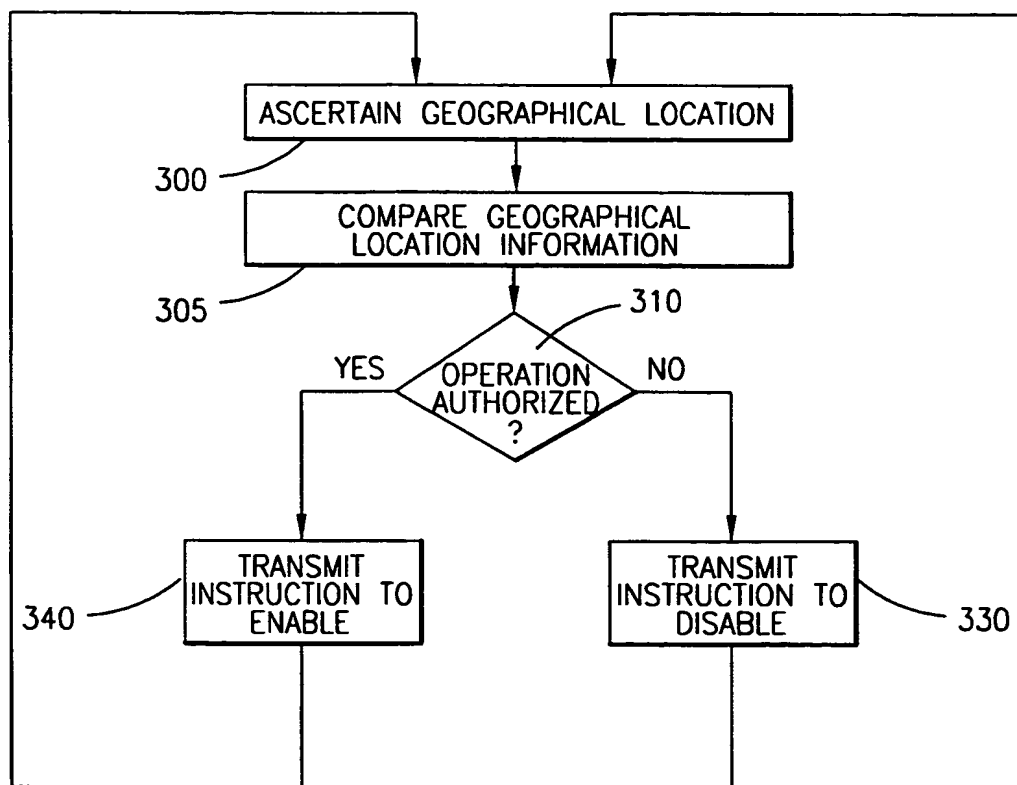 ASCERTAIN GEOGRAPHICAL LOCATION
300
COMPARE GEOGRAPHICAL
LOCATION INFORMATION
305
310
YES
OPERATION
AUTHORIZED
?
NO
TRANSMIT
INSTRUCTION TO
ENABLE
340
TRANSMIT
INSTRUCTION TO
DISABLE
330